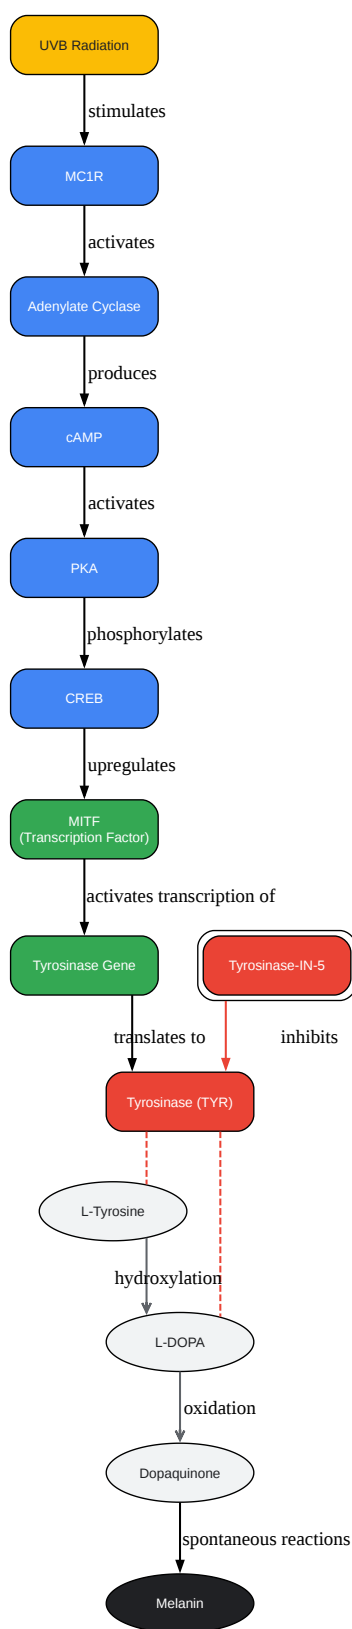 UVB Radiation
stimulates
MC1R
activates
Adenylate Cyclase
produces
cAMP
activates
PKA
phosphorylates
CREB
upregulates
MITF
(Transcription Factor)
activates transcription of
Tyrosinase Gene
Tyrosinase-IN-5
translates to
inhibits
Tyrosinase (TYR)
L-Tyrosine
hydroxylation
L-DOPA
oxidation
Dopaquinone
spontaneous reactions
Melanin